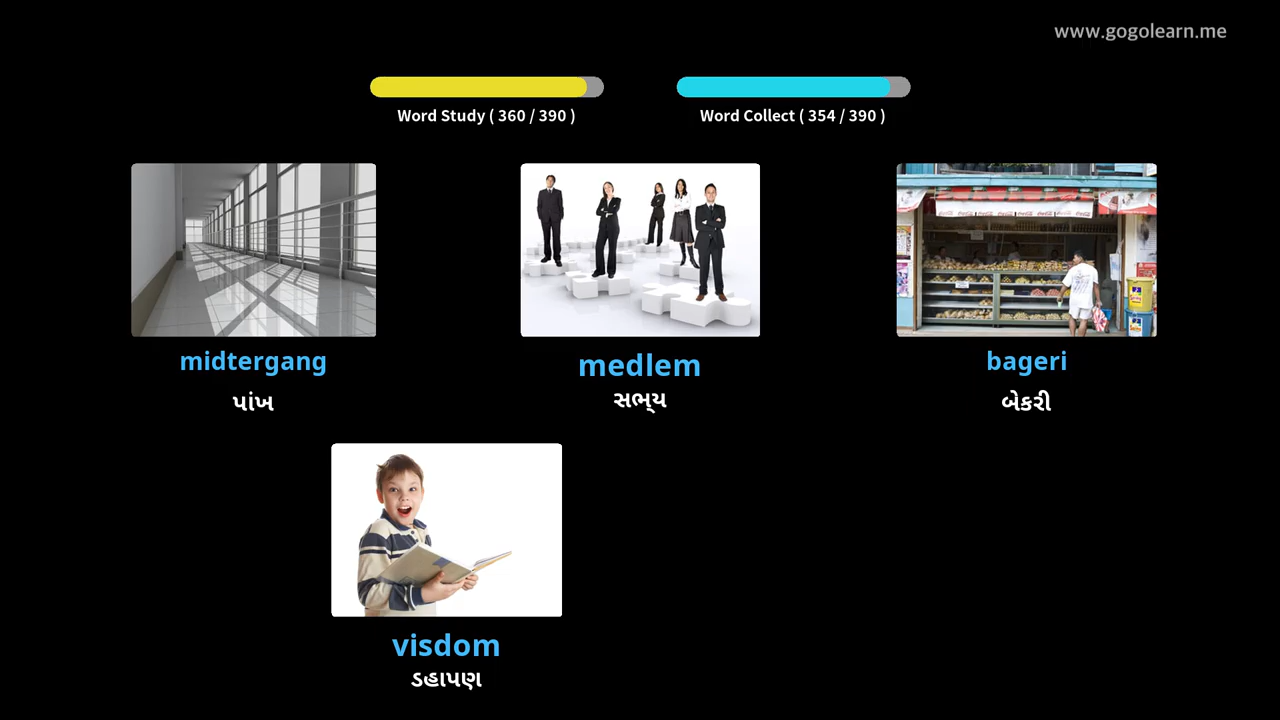 www.gogolearn.me
Word Study ( 360 / 390 )
Word Collect ( 354 / 390 )
midtergang
medlem
bageri
પાંખ
સભ્ય
બેકરી
visdom
ડહાપણ